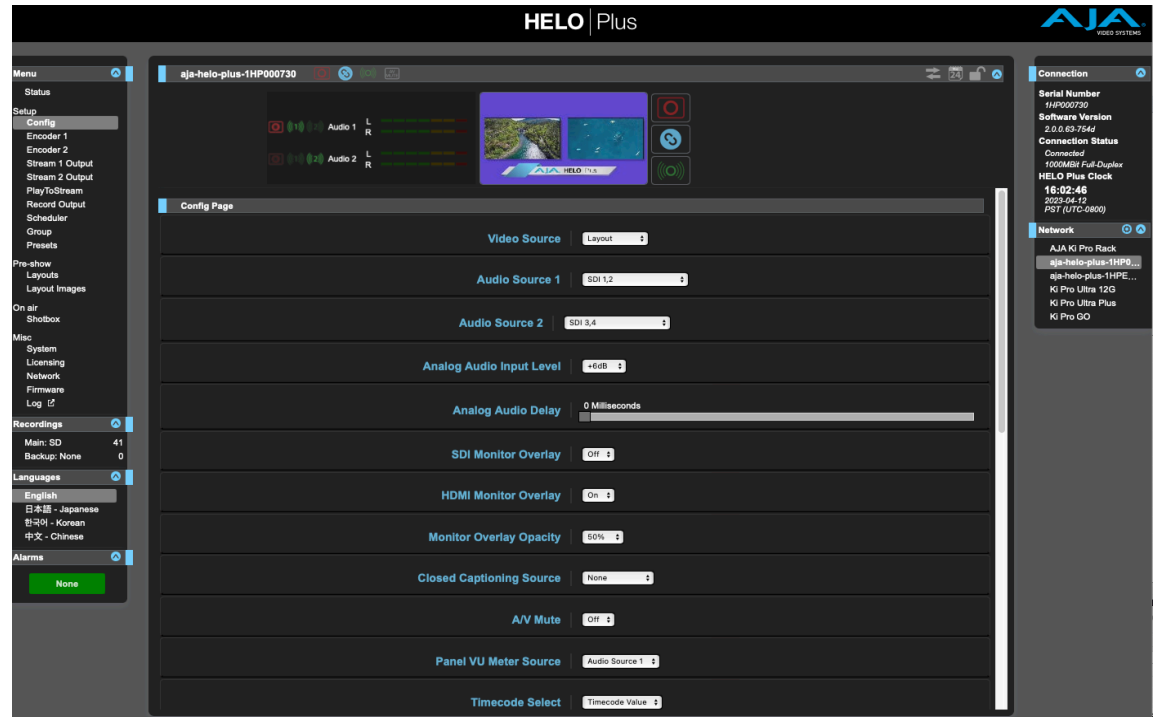 HELO | Plus
AJA
VIDEO SYSTEMS
Menu
Status
Setup
Config
Encoder 1
Encoder 2
Stream 1 Output
Stream 2 Output
PlayToStream
Record Output
Scheduler
Group
Presets
Pre-show
Layouts
Layout Images
On air
Shotbox
Misc
System
Licensing
Network
Firmware
Log
Recordings
Main: SD 41
Backup: None 0
Languages
English
日本語 - Japanese
한국어 - Korean
中文 - Chinese
Alarms
None
aja-helo-plus-1HP000730
24
1 Audio 1 L
R
2 Audio 2 L
R
AJA HELO Plus
Config Page
Video Source Layout
Audio Source 1 SDI 1,2
Audio Source 2 SDI 3,4
Analog Audio Input Level +6dB
Analog Audio Delay 0 Milliseconds
SDI Monitor Overlay Off
HDMI Monitor Overlay On
Monitor Overlay Opacity 50%
Closed Captioning Source None
A/V Mute Off
Panel VU Meter Source Audio Source 1
Timecode Select Timecode Value
Connection
Serial Number
1HP000730
Software Version
2.0.0.63-754d
Connection Status
Connected
1000MBit Full-Duplex
HELO Plus Clock
16:02:46
2023-04-12
PST (UTC-0800)
Network
AJA Ki Pro Rack
aja-helo-plus-1HP0...
aja-helo-plus-1HPE...
Ki Pro Ultra 12G
Ki Pro Ultra Plus
Ki Pro GO